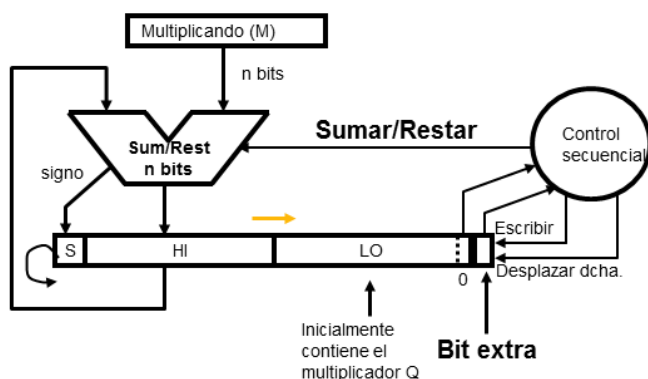 Multiplicando (M)
n bits
Sumar/Restar
Control
secuencial
Sum/Rest
n bits
signo
Escribir
S
HI
LO
Desplazar dcha.
0
Inicialmente
contiene el
multiplicador Q
Bit extra